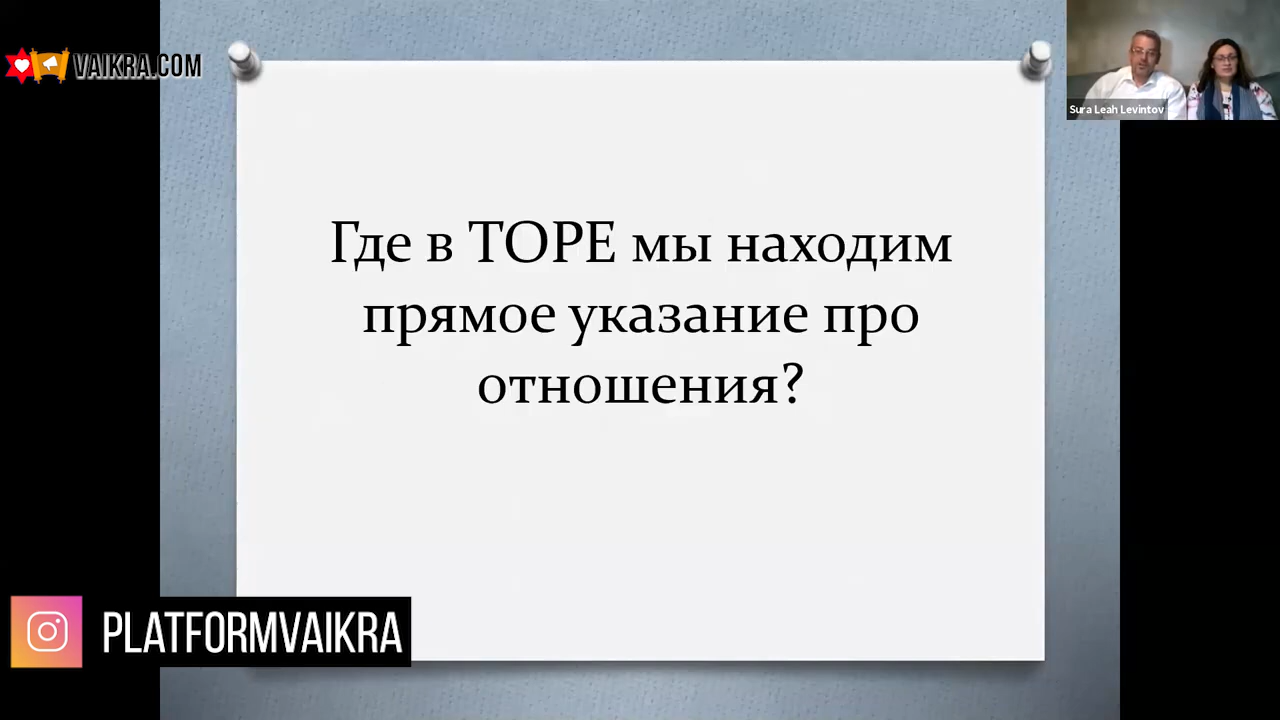 VAIKRA.COM
Sura Leah Levintov
Где в ТОРЕ мы находим
прямое указание про
отношения?
PLATFORMVAIKRA